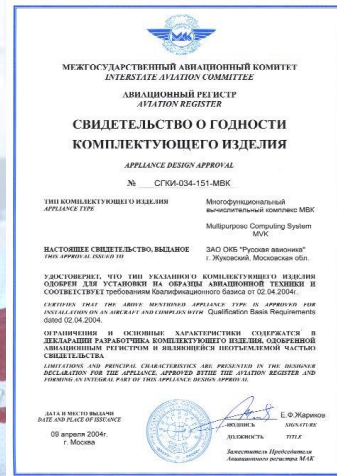 МАК
МЕЖГОСУДАРСТВЕННЫЙ АВИАЦИОННЫЙ КОМИТЕТ
INTERSTATE AVIATION COMMITTEE
АВИАЦИОННЫЙ РЕГИСТР
AVIATION REGISTER
СВИДЕТЕЛЬСТВО О ГОДНОСТИ
КОМПЛЕКТУЮЩЕГО ИЗДЕЛИЯ
APPLIANCE DESIGN APPROVAL
№ СГКИ-034-151-МВК
ТИП КОМПЛЕКТУЮЩЕГО ИЗДЕЛИЯ
APPLIANCE TYPE
Многофункциональный
вычислительный комплекс МВК
Multipurpose Computing System
MVK
НАСТОЯЩЕЕ СВИДЕТЕЛЬСТВО, ВЫДАННОЕ
THIS APPROVAL ISSUED TO
ЗАО ОКБ "Русская авионика"
г. Жуковский, Московская обл.
УДОСТОВЕРЯЕТ, ЧТО ТИП УКАЗАННОГО КОМПЛЕКТУЮЩЕГО ИЗДЕЛИЯ
ОДОБРЕН ДЛЯ УСТАНОВКИ НА ОБРАЗЦЫ АВИАЦИОННОЙ ТЕХНИКИ И
СООТВЕТСТВУЕТ требованиям Квалификационного базиса от 02.04.2004г.
CERTIFIES THAT THE ABOVE MENTIONED APPLIANCE TYPE IS APPROVED FOR
INSTALLATION ON AN AIRCRAFT AND COMPLIES WITH Qualification Basis Requirements
dated 02.04.2004.
ОГРАНИЧЕНИЯ И ОСНОВНЫЕ ХАРАКТЕРИСТИКИ СОДЕРЖАТСЯ В
ДЕКЛАРАЦИИ РАЗРАБОТЧИКА КОМПЛЕКТУЮЩЕГО ИЗДЕЛИЯ, ОДОБРЕННОЙ
АВИАЦИОННЫМ РЕГИСТРОМ И ЯВЛЯЮЩЕЙСЯ НЕОТЪЕМЛЕМОЙ ЧАСТЬЮ
СВИДЕТЕЛЬСТВА
LIMITATIONS AND PRINCIPAL CHARACTERISTICS ARE PRESENTED IN THE DESIGNER
DECLARATION FOR THE APPLIANCE, APPROVED BYTHE AVIATION REGISTER AND
FORMING AN INTEGRAL PART OF THIS APPLIANCE DESIGN APPROVAL
ДАТА И МЕСТО ВЫДАЧИ
DATE AND PLACE OF ISSUANCE
09 апреля 2004г.
г. Москва
Е.Ф.Жариков
ПОДПИСЬ SIGNATURE
ДОЛЖНОСТЬ TITLE
Заместитель Председателя
Авиационного регистра МАК